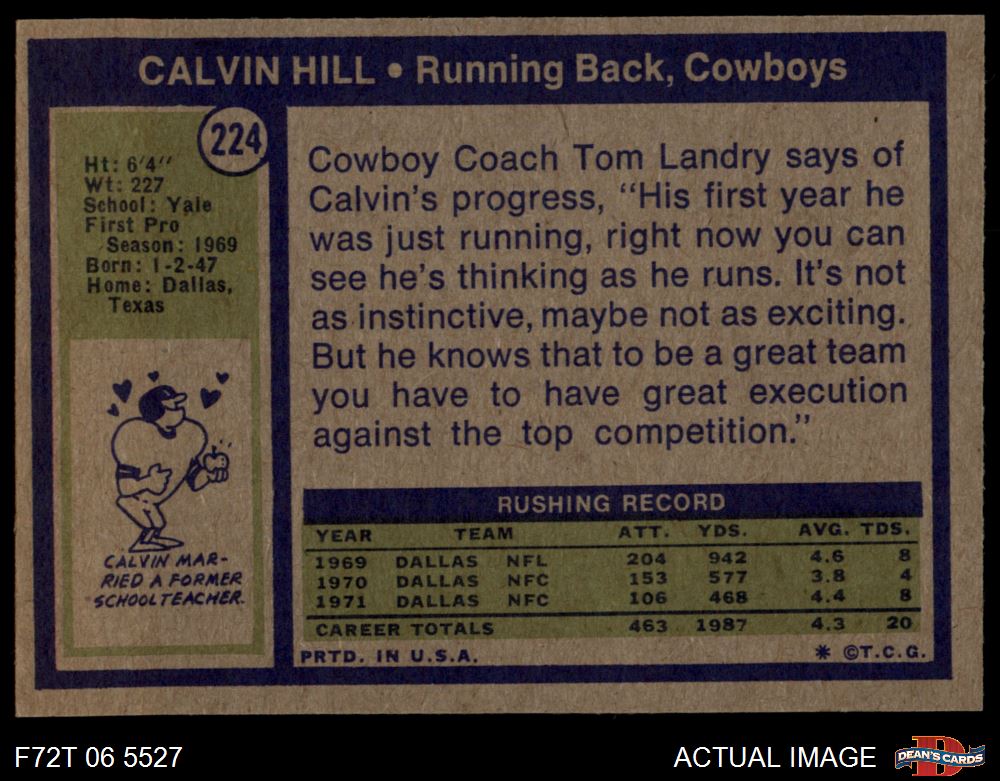 CALVIN HILL • Running Back, Cowboys
224
Ht: 6'4''
Wt: 227
School: Yale
First Pro
Season: 1969
Born: 1-2-47
Home: Dallas,
Texas
CALVIN MAR-
RIED A FORMER
SCHOOLTEACHER.
Cowboy Coach Tom Landry says of
Calvin's progress, “His first year he
was just running, right now you can
see he's thinking as he runs. It's not
as instinctive, maybe not as exciting.
But he knows that to be a great team
you have to have great execution
against the top competition.”
RUSHING RECORD
YEAR TEAM ATT. YDS. AVG. TDS.
1969 DALLAS NFL 204 942 4.6 8
1970 DALLAS NFC 153 577 3.8 4
1971 DALLAS NFC 106 468 4.4 8
CAREER TOTALS 463 1987 4.3 20
PRTD. IN U.S.A. * ©T.C.G.
F72T 06 5527 ACTUAL IMAGE D DEAN'S CARDS